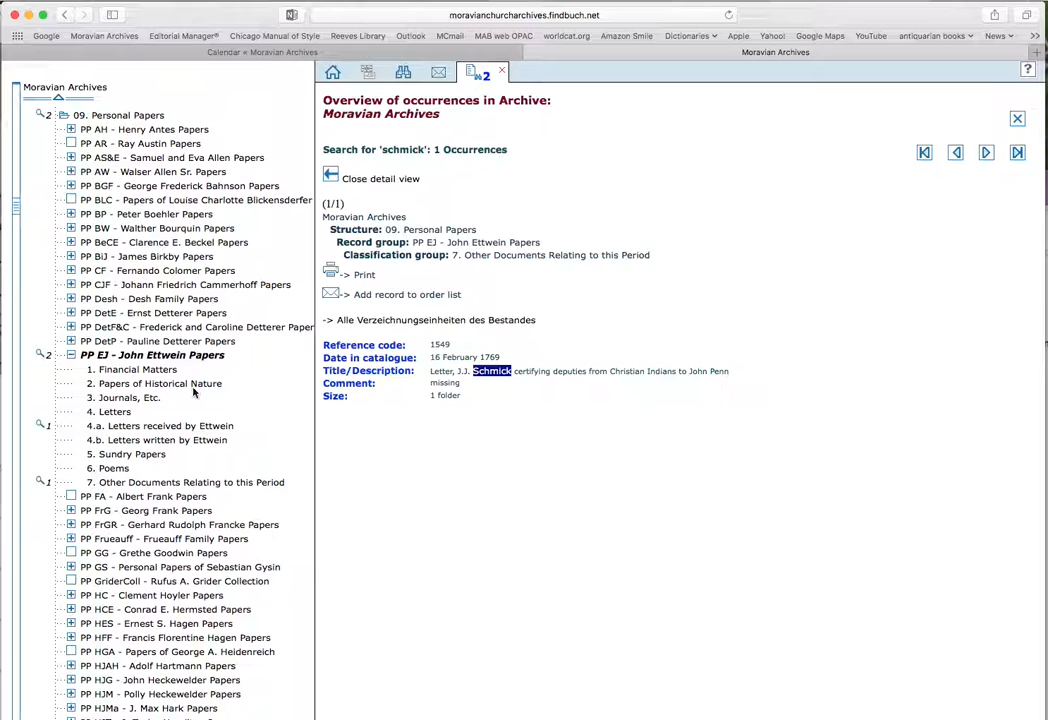 moravianchurcharchives.findbuch.net
Google Moravian Archives Editorial Manager® Chicago Manual of Style Reeves Library Outlook MCmail MAB web OPAC worldcat.org Amazon Smile Dictionaries Apple Yahoo! Google Maps YouTube antiquarian books News >>
Calendar « Moravian Archives Moravian Archives +
Moravian Archives
2 09. Personal Papers
PP AH - Henry Antes Papers
PP AR - Ray Austin Papers
PP AS&E - Samuel and Eva Allen Papers
PP AW - Walser Allen Sr. Papers
PP BGF - George Frederick Bahnson Papers
PP BLC - Papers of Louise Charlotte Blickensderfer
PP BP - Peter Boehler Papers
PP BW - Walther Bourquin Papers
PP BeCE - Clarence E. Beckel Papers
PP BiJ - James Birkby Papers
PP CF - Fernando Colomer Papers
PP CJF - Johann Friedrich Cammerhoff Papers
PP Desh - Desh Family Papers
PP DetE - Ernst Detterer Papers
PP DetF&C - Frederick and Caroline Detterer Paper
PP DetP - Pauline Detterer Papers
2 PP EJ - John Ettwein Papers
1. Financial Matters
2. Papers of Historical Nature
3. Journals, Etc.
4. Letters
1 4.a. Letters received by Ettwein
4.b. Letters written by Ettwein
5. Sundry Papers
6. Poems
1 7. Other Documents Relating to this Period
PP FA - Albert Frank Papers
PP FrG - Georg Frank Papers
PP FrGR - Gerhard Rudolph Francke Papers
PP Frueauff - Frueauff Family Papers
PP GG - Grethe Goodwin Papers
PP GS - Personal Papers of Sebastian Gysin
PP GriderColl - Rufus A. Grider Collection
PP HC - Clement Hoyler Papers
PP HCE - Conrad E. Hermsted Papers
PP HES - Ernest S. Hagen Papers
PP HFF - Francis Florentine Hagen Papers
PP HGA - Papers of George A. Heidenreich
PP HJAH - Adolf Hartmann Papers
PP HJG - John Heckewelder Papers
PP HJM - Polly Heckewelder Papers
PP HJMa - J. Max Hark Papers
2 ?
Overview of occurrences in Archive:
Moravian Archives
Search for 'schmick': 1 Occurrences
Close detail view
(1/1)
Moravian Archives
Structure: 09. Personal Papers
Record group: PP EJ - John Ettwein Papers
Classification group: 7. Other Documents Relating to this Period
-> Print
-> Add record to order list
-> Alle Verzeichnungseinheiten des Bestandes
Reference code: 1549
Date in catalogue: 16 February 1769
Title/Description: Letter, J.J. Schmick certifying deputies from Christian Indians to John Penn
Comment: missing
Size: 1 folder